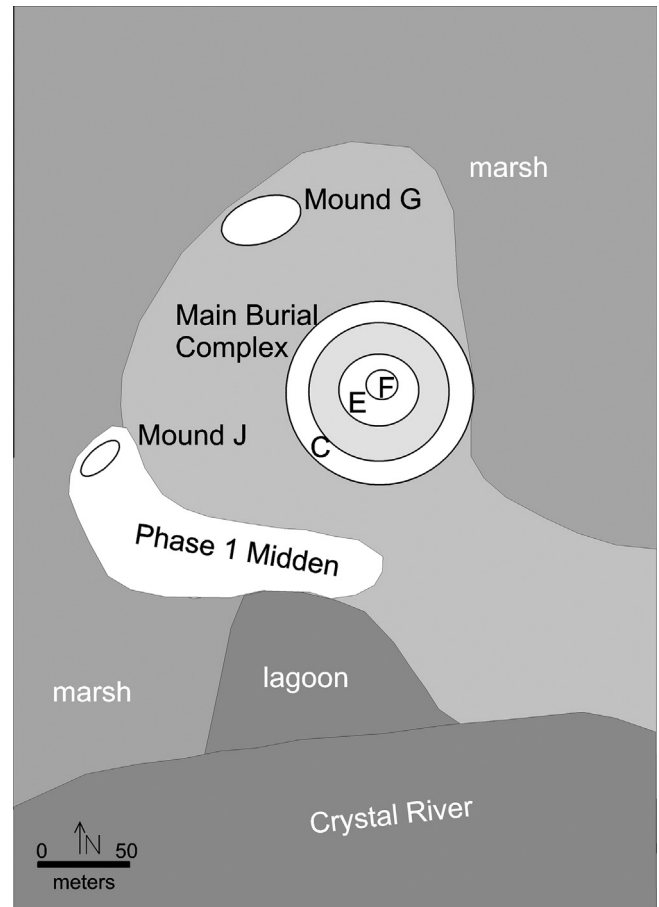 marsh
Mound G
Main Burial
Complex
F
E
C
Mound J
Phase 1 Midden
lagoon
marsh
Crystal River
N
0 50
meters